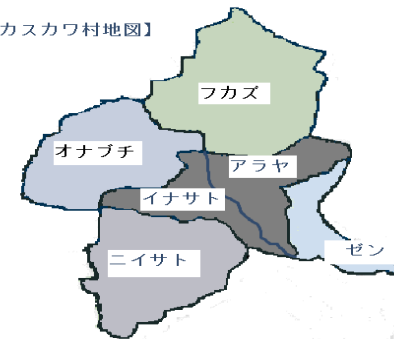 カスカワ村地図】
フカズ
オナブチ
アラヤ
イナサト
ニイサト
ゼン